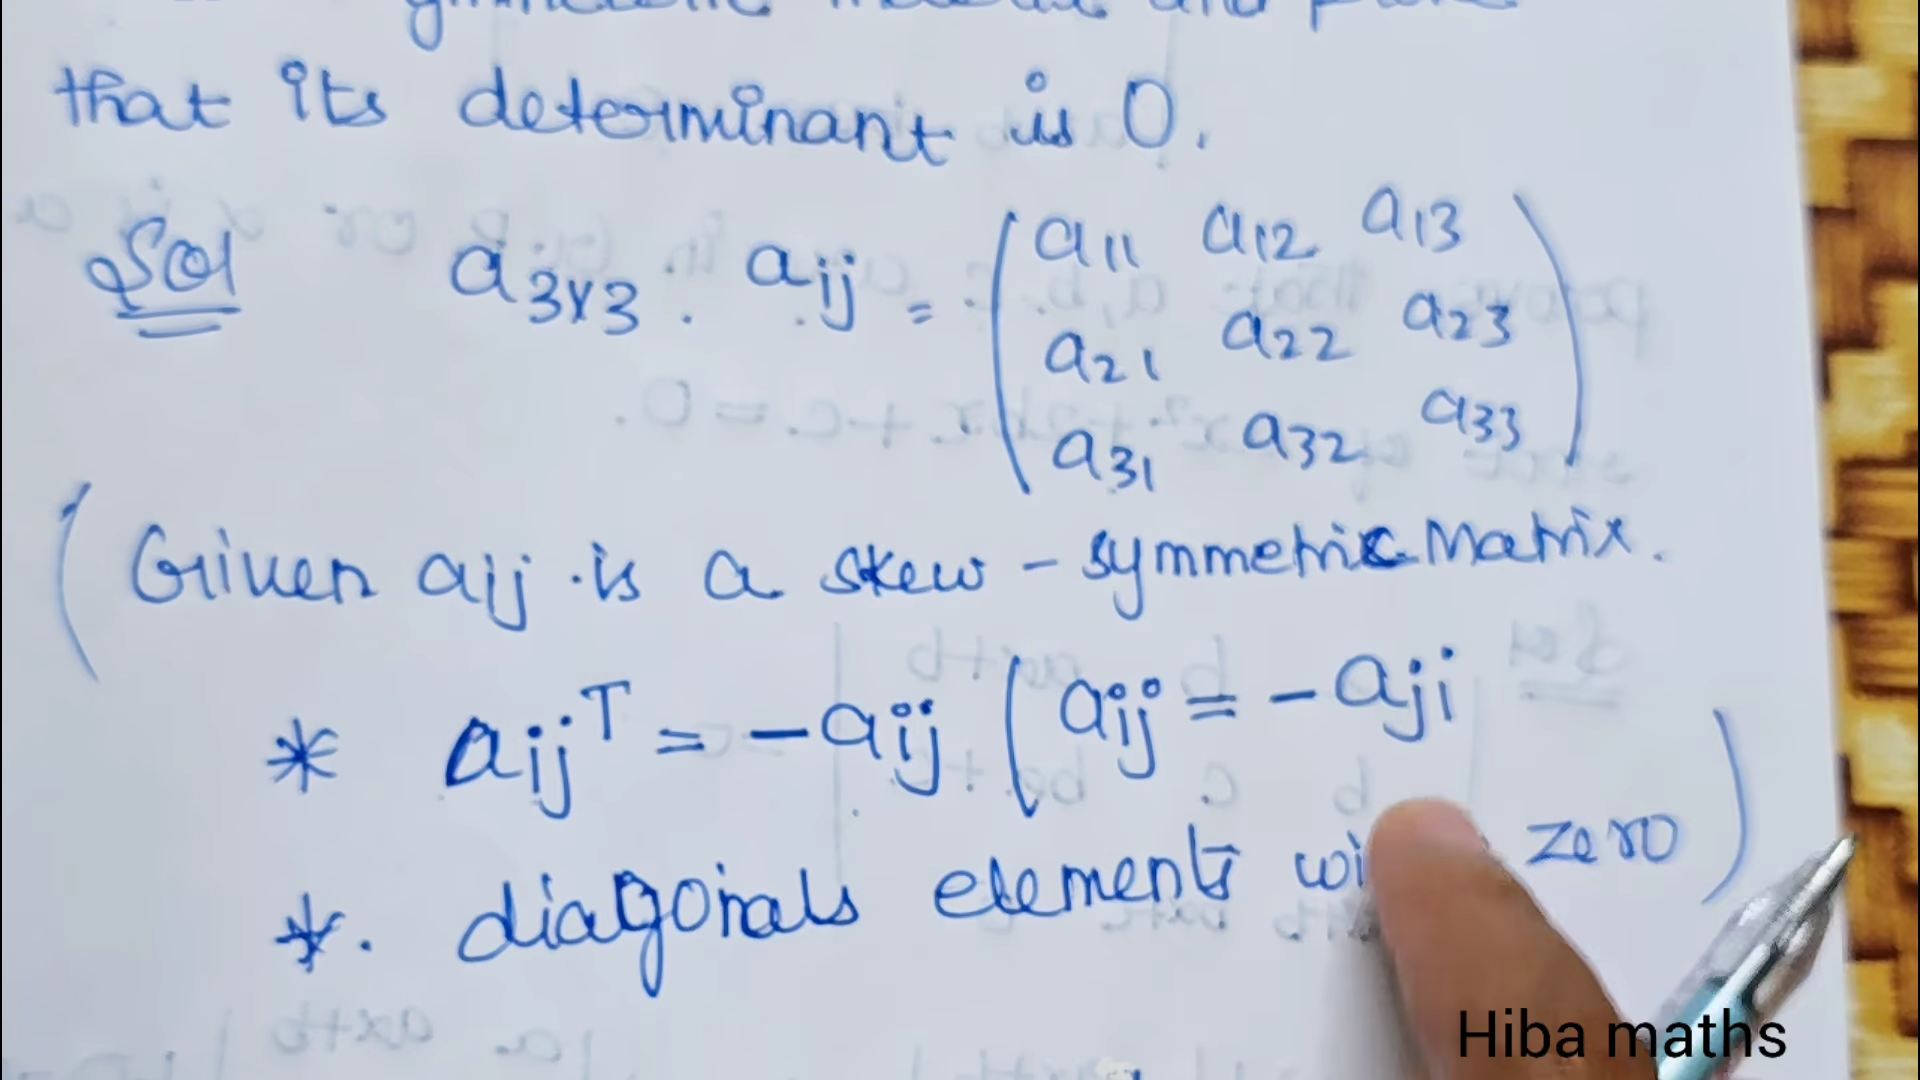 that its determinant is 0.
Sol a3x3. aij = (a11 a12 a13
a21 a22 a23
a31 a32 a33)
(Given aij is a skew-symmetric Matrix.
* aij^T = -aij (aij = -aji
*. diagonals elements zero)
Hiba maths